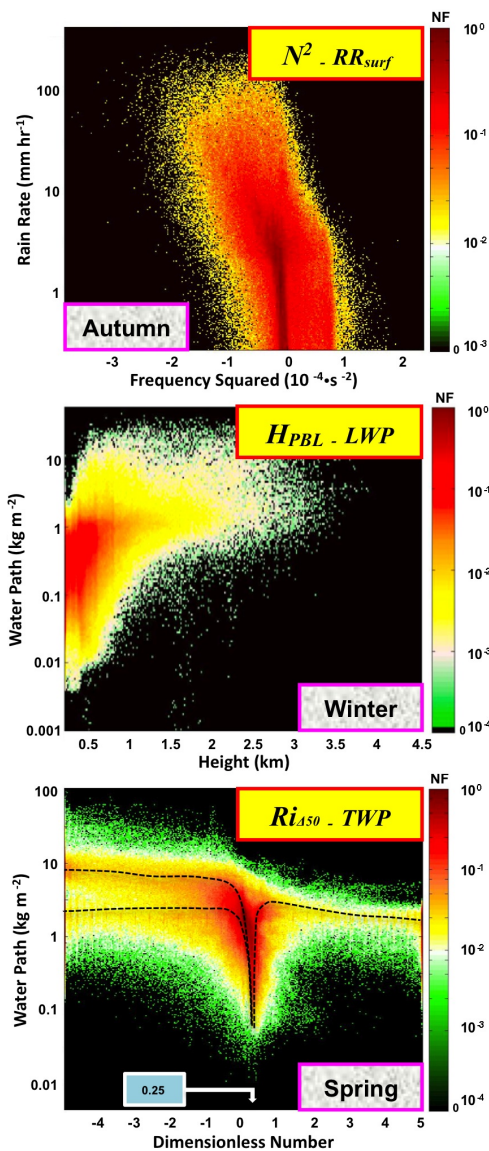 NF
N² - RRsurf
100
10
1
Rain Rate (mm hr⁻¹)
Autumn
-3 -2 -1 0 1 2
Frequency Squared (10 ⁻⁴•s ⁻²)
10⁰
10⁻¹
10⁻²
10⁻³
0
NF
H_PBL - LWP
10
1
0.1
0.01
0.001
Water Path (kg m⁻²)
Winter
0.5 1 1.5 2 2.5 3 3.5 4 4.5
Height (km)
10⁰
10⁻¹
10⁻²
10⁻³
10⁻⁴
0
NF
Ri_Δ50 - TWP
100
10
1
0.1
0.01
Water Path (kg m⁻²)
0.25
Spring
-4 -3 -2 -1 0 1 2 3 4 5
Dimensionless Number
10⁰
10⁻¹
10⁻²
10⁻³
10⁻⁴
0